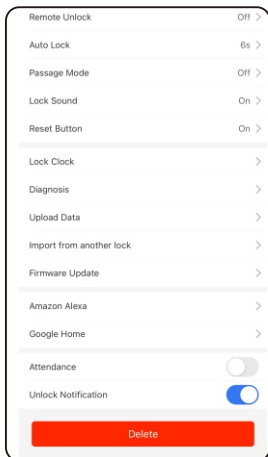 Remote Unlock Off >
Auto Lock 6s >
Passage Mode Off >
Lock Sound On >
Reset Button On >
Lock Clock >
Diagnosis >
Upload Data >
Import from another lock >
Firmware Update >
Amazon Alexa >
Google Home >
Attendance
Unlock Notification
Delete